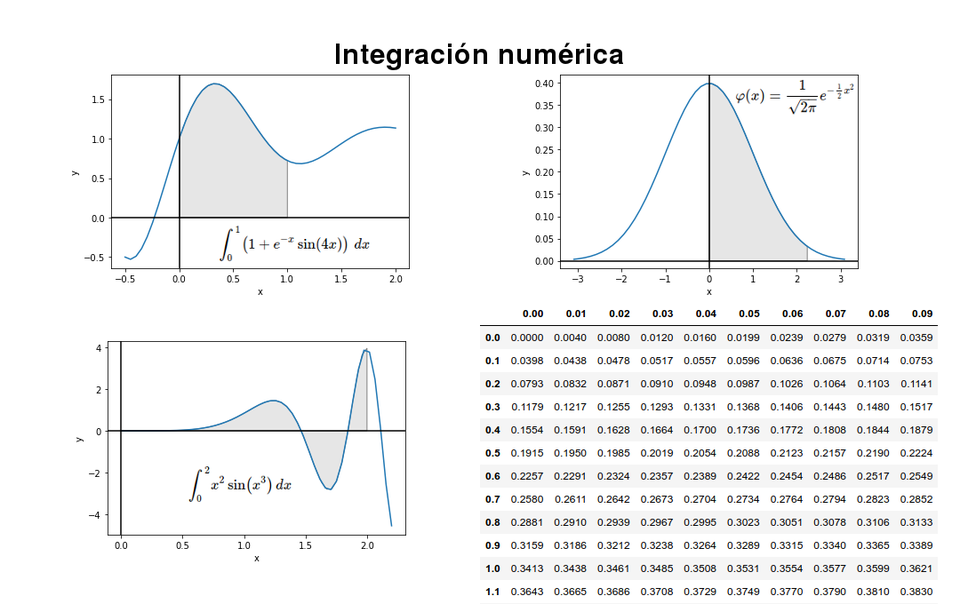 Integración numérica
1.5
1.0
0.5
0.0
−0.5
y
−0.5 0.0 0.5 1.0 1.5 2.0
x
∫₀¹ (1 + e⁻ˣ sin(4x)) dx
0.40
0.35
0.30
0.25
0.20
0.15
0.10
0.05
0.00
y
−3 −2 −1 0 1 2 3
x
φ(x) = 1/√2π e^{−½x²}
4
2
0
−2
−4
y
0.0 0.5 1.0 1.5 2.0
x
∫₀² x² sin(x³) dx
0.00 0.01 0.02 0.03 0.04 0.05 0.06 0.07 0.08 0.09
0.0 0.0000 0.0040 0.0080 0.0120 0.0160 0.0199 0.0239 0.0279 0.0319 0.0359
0.1 0.0398 0.0438 0.0478 0.0517 0.0557 0.0596 0.0636 0.0675 0.0714 0.0753
0.2 0.0793 0.0832 0.0871 0.0910 0.0948 0.0987 0.1026 0.1064 0.1103 0.1141
0.3 0.1179 0.1217 0.1255 0.1293 0.1331 0.1368 0.1406 0.1443 0.1480 0.1517
0.4 0.1554 0.1591 0.1628 0.1664 0.1700 0.1736 0.1772 0.1808 0.1844 0.1879
0.5 0.1915 0.1950 0.1985 0.2019 0.2054 0.2088 0.2123 0.2157 0.2190 0.2224
0.6 0.2257 0.2291 0.2324 0.2357 0.2389 0.2422 0.2454 0.2486 0.2517 0.2549
0.7 0.2580 0.2611 0.2642 0.2673 0.2704 0.2734 0.2764 0.2794 0.2823 0.2852
0.8 0.2881 0.2910 0.2939 0.2967 0.2995 0.3023 0.3051 0.3078 0.3106 0.3133
0.9 0.3159 0.3186 0.3212 0.3238 0.3264 0.3289 0.3315 0.3340 0.3365 0.3389
1.0 0.3413 0.3438 0.3461 0.3485 0.3508 0.3531 0.3554 0.3577 0.3599 0.3621
1.1 0.3643 0.3665 0.3686 0.3708 0.3729 0.3749 0.3770 0.3790 0.3810 0.3830